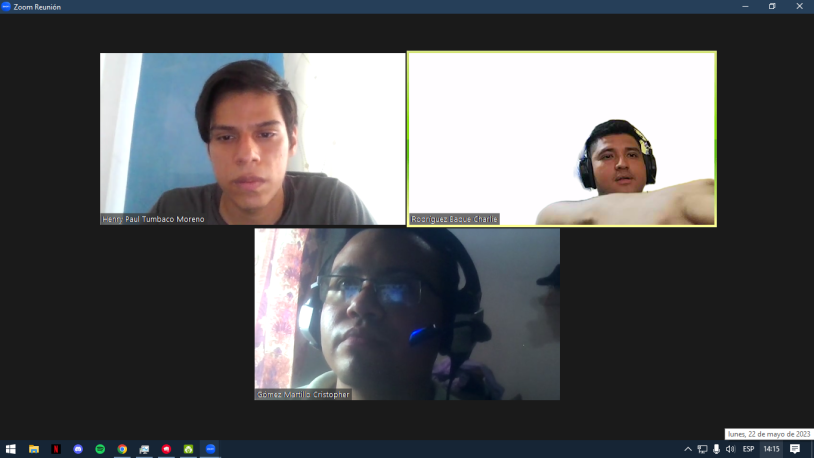 Zoom Reunión
Henry Paul Tumbaco Moreno
Rodriguez Baque Charlie
Gomez Martillo Cristopher
lunes, 22 de mayo de 2023
ESP
14:15